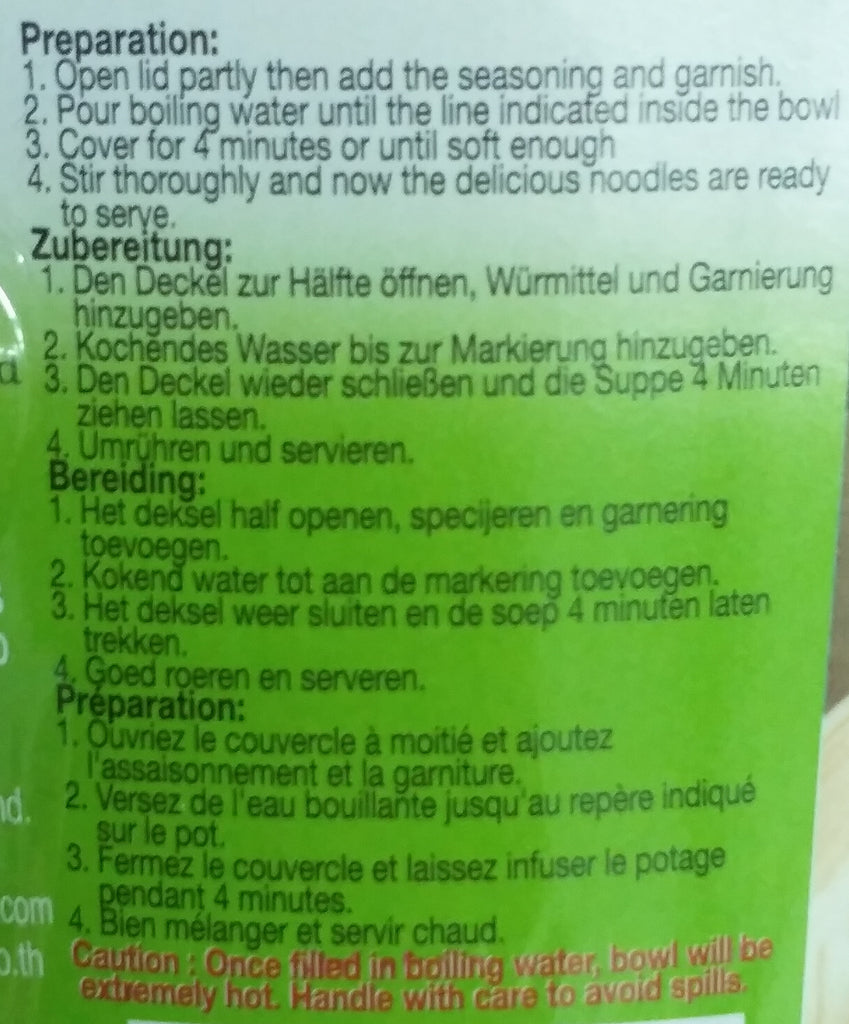 Preparation:
1. Open lid partly then add the seasoning and garnish.
2. Pour boiling water until the line indicated inside the bowl
3. Cover for 4 minutes or until soft enough
4. Stir thoroughly and now the delicious noodles are ready
to serve.
Zubereitung:
1. Den Deckel zur Hälfte öffnen, Würmittel und Garnierung
hinzugeben.
2. Kochendes Wasser bis zur Markierung hinzugeben.
3. Den Deckel wieder schließen und die Suppe 4 Minuten
ziehen lassen.
4. Umrühren und servieren.
Bereiding:
1. Het deksel half openen, specijeren en garnering
toevoegen.
2. Kokend water tot aan de markering toevoegen.
3. Het deksel weer sluiten en de soep 4 minuten laten
trekken.
4. Goed roeren en serveren.
Préparation:
1. Ouvriez le couvercle à moitié et ajoutez
l'assaisonnement et la garniture.
2. Versez de l'eau bouillante jusqu'au repère indiqué
sur le pot.
nd.
3. Fermez le couvercle et laissez infuser le potage
pendant 4 minutes.
com
4. Bien mélanger et servir chaud.
o.th
Caution : Once filled in boiling water, bowl will be
extremely hot. Handle with care to avoid spills.